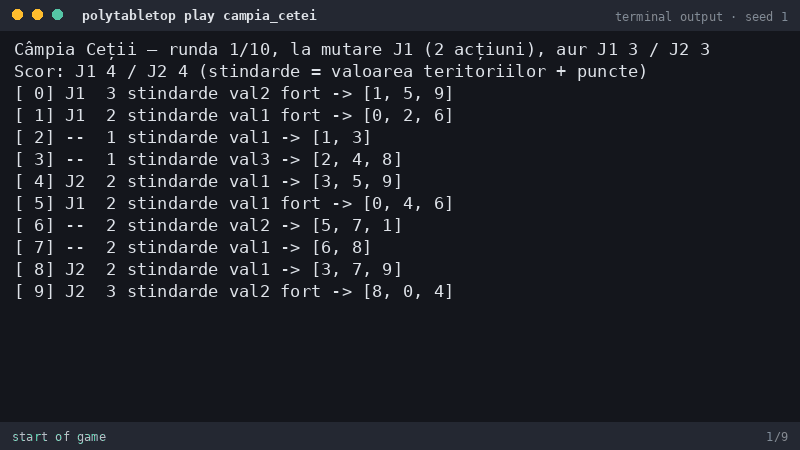 polytabletop play campia_cetei
terminal output · seed 1
Câmpia Ceții — runda 1/10, la mutare J1 (2 acțiuni), aur J1 3 / J2 3
Scor: J1 4 / J2 4 (stindarde = valoarea teritoriilor + puncte)
[ 0] J1  3 stindarde val2 fort -> [1, 5, 9]
[ 1] J1  2 stindarde val1 fort -> [0, 2, 6]
[ 2] --  1 stindarde val1 -> [1, 3]
[ 3] --  1 stindarde val3 -> [2, 4, 8]
[ 4] J2  2 stindarde val1 -> [3, 5, 9]
[ 5] J1  2 stindarde val1 fort -> [0, 4, 6]
[ 6] --  2 stindarde val2 -> [5, 7, 1]
[ 7] --  2 stindarde val1 -> [6, 8]
[ 8] J2  2 stindarde val1 -> [3, 7, 9]
[ 9] J2  3 stindarde val2 fort -> [8, 0, 4]
start of game
1/9